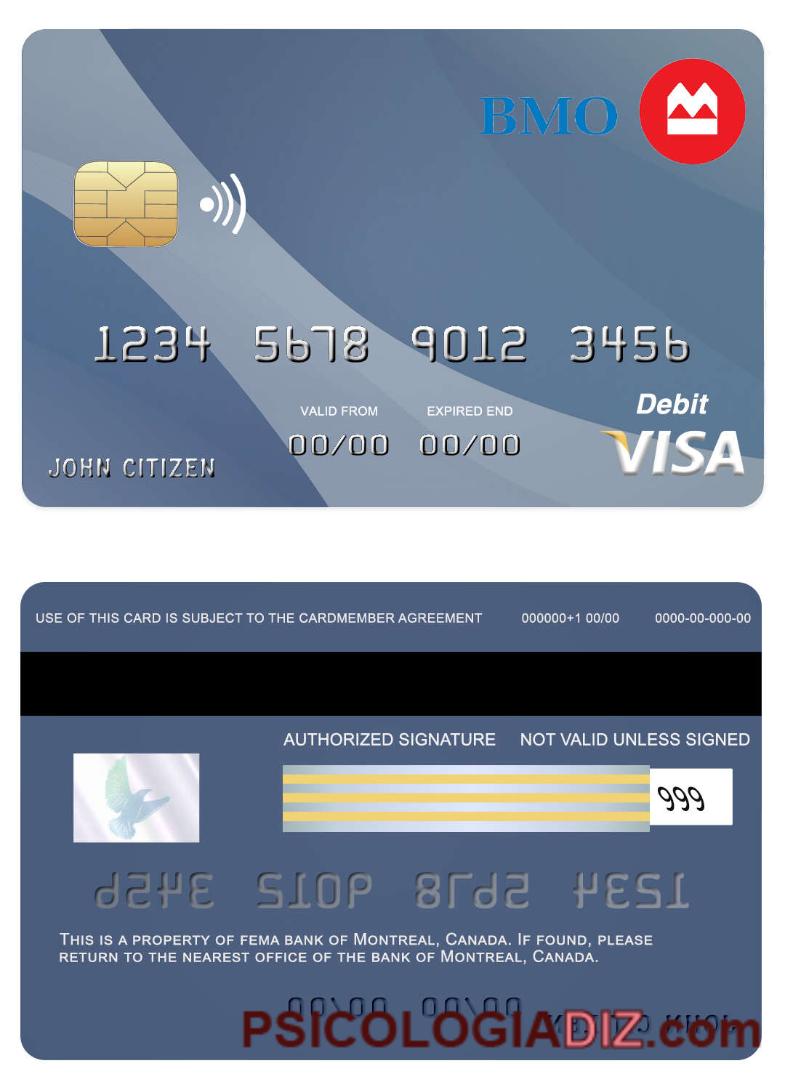 BMO
1234 5678 9012 3456
Debit
VALID FROM EXPIRED END
00/00 00/00
VISA
JOHN CITIZEN
USE OF THIS CARD IS SUBJECT TO THE CARDMEMBER AGREEMENT 000000+1 00/00 0000-00-000-00
AUTHORIZED SIGNATURE NOT VALID UNLESS SIGNED
999
THIS IS A PROPERTY OF FEMA BANK OF MONTREAL, CANADA. IF FOUND, PLEASE
RETURN TO THE NEAREST OFFICE OF THE BANK OF MONTREAL, CANADA.
PSICOLOGIADIZ.com